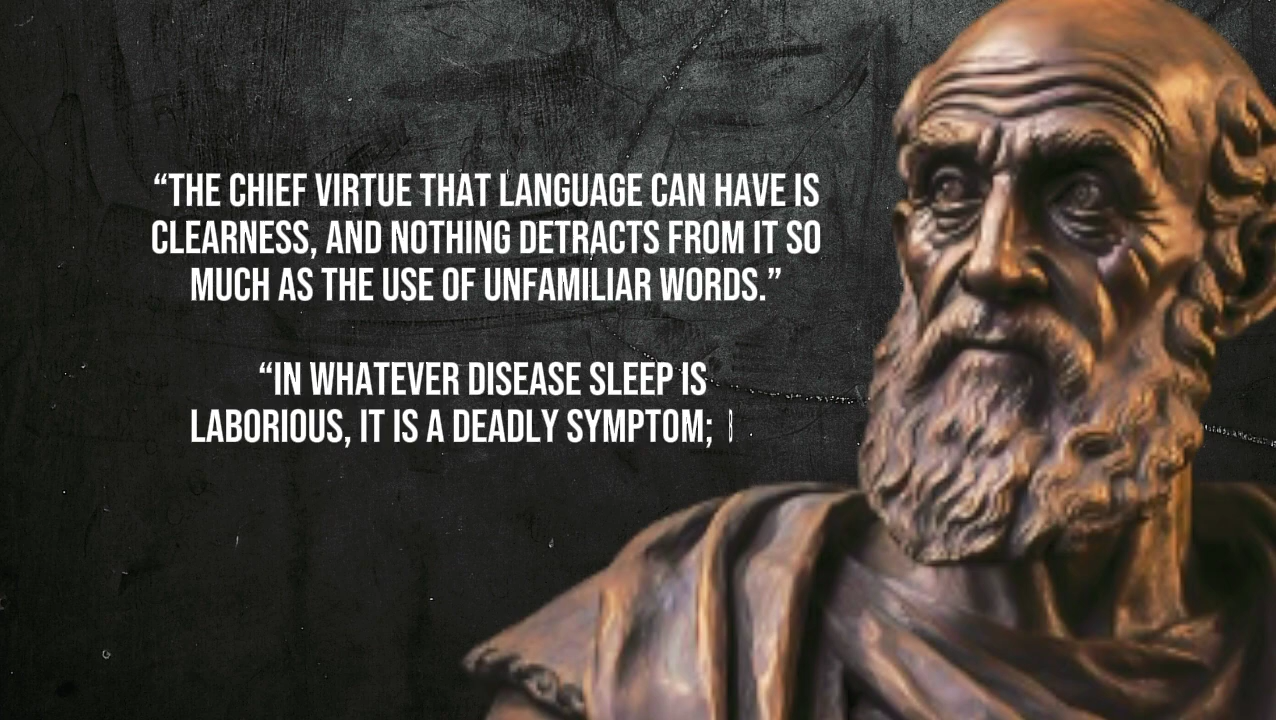 “THE CHIEF VIRTUE THAT LANGUAGE CAN HAVE IS
CLEARNESS, AND NOTHING DETRACTS FROM IT SO
MUCH AS THE USE OF UNFAMILIAR WORDS.”
“IN WHATEVER DISEASE SLEEP IS
LABORIOUS, IT IS A DEADLY SYMPTOM;